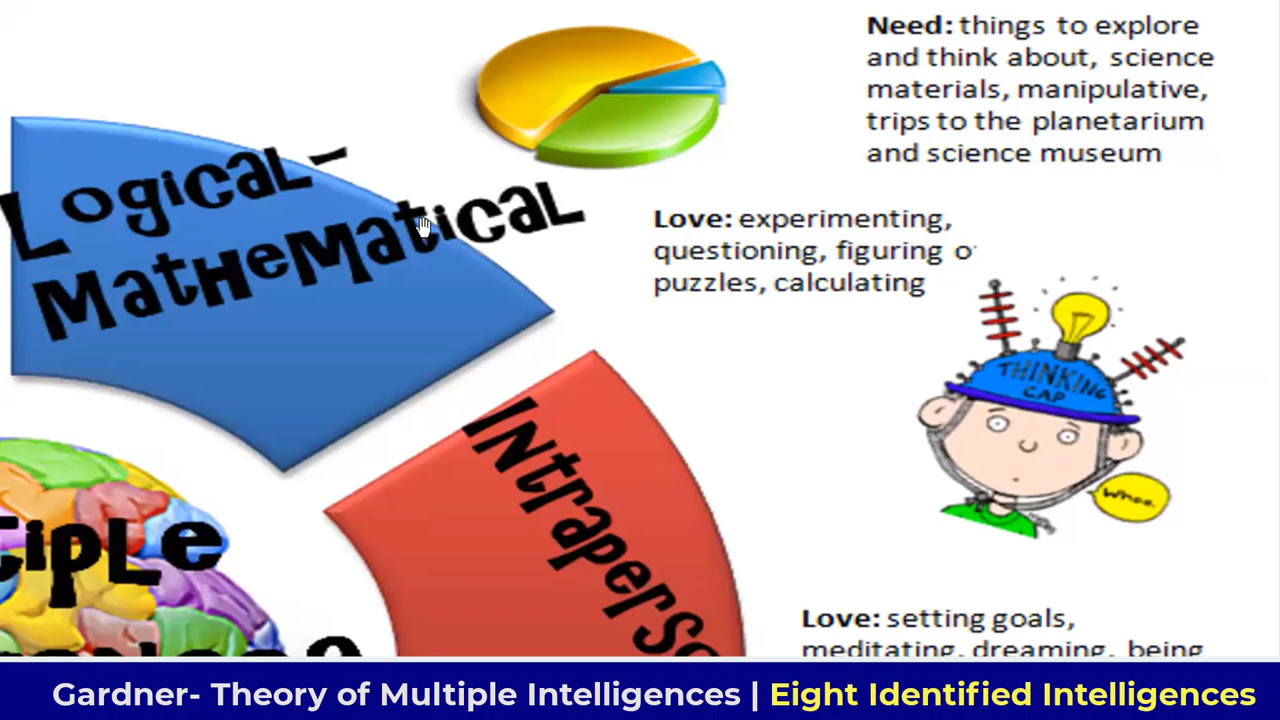 Need: things to explore
and think about, science
materials, manipulative,
trips to the planetarium
and science museum
Logical-
Mathematical
Love: experimenting,
questioning, figuring o
puzzles, calculating
THINKING
CAP
Whoa.
Intraperso
tiple
Love: setting goals,
meditating, dreaming, being
Gardner- Theory of Multiple Intelligences | Eight Identified Intelligences